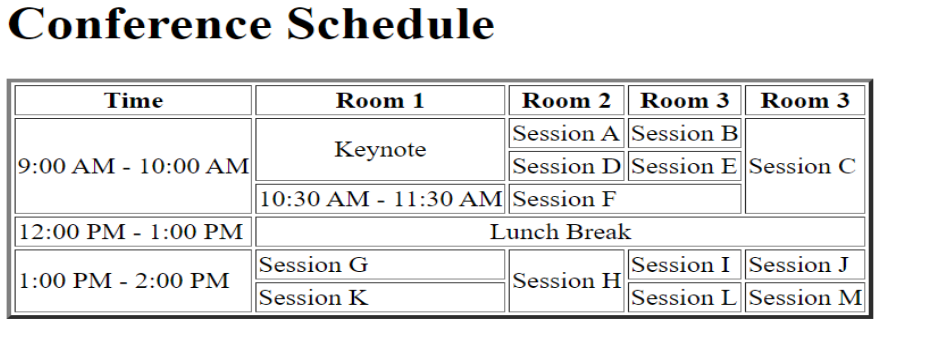 Conference Schedule
Time Room 1 Room 2 Room 3 Room 3
9:00 AM - 10:00 AM Keynote Session A Session B Session C
Session D Session E
10:30 AM - 11:30 AM Session F
12:00 PM - 1:00 PM Lunch Break
1:00 PM - 2:00 PM Session G Session H Session I Session J
Session K Session L Session M